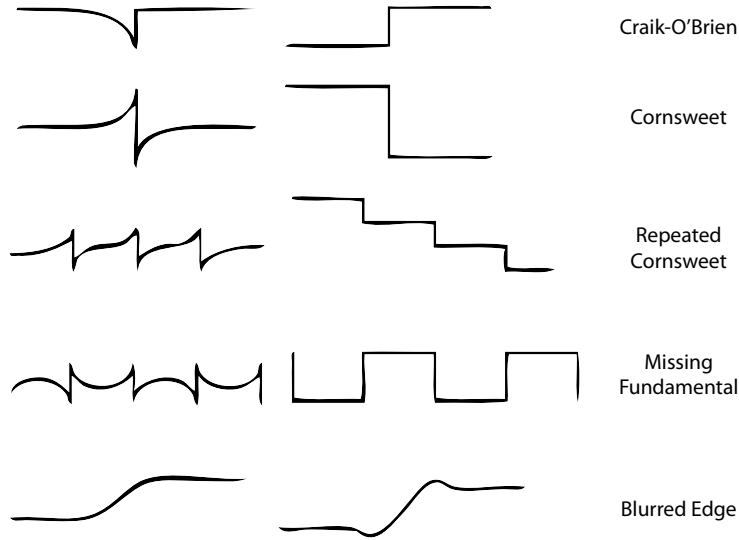 Craik-O’Brien
Cornsweet
Repeated
Cornsweet
Missing
Fundamental
Blurred Edge